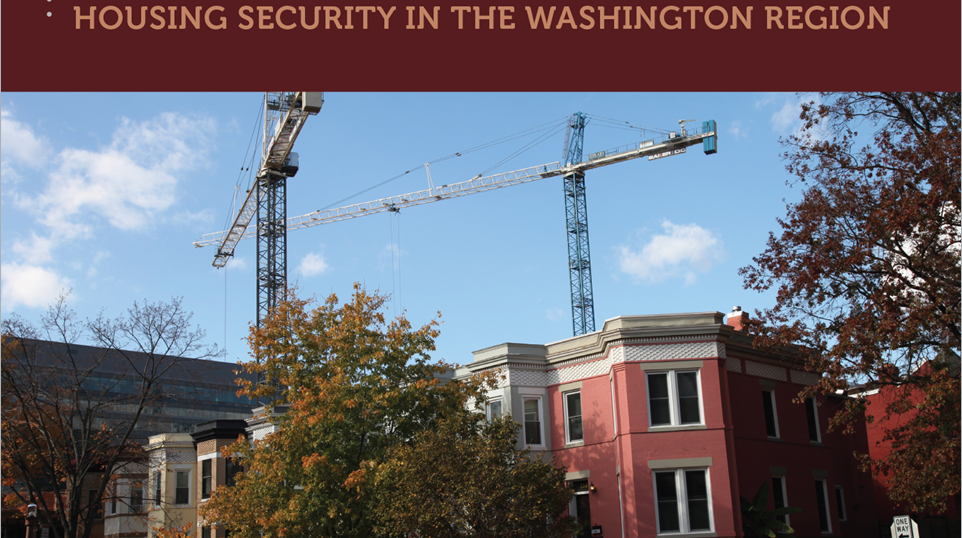 HOUSING SECURITY IN THE WASHINGTON REGION
ONE
WAY